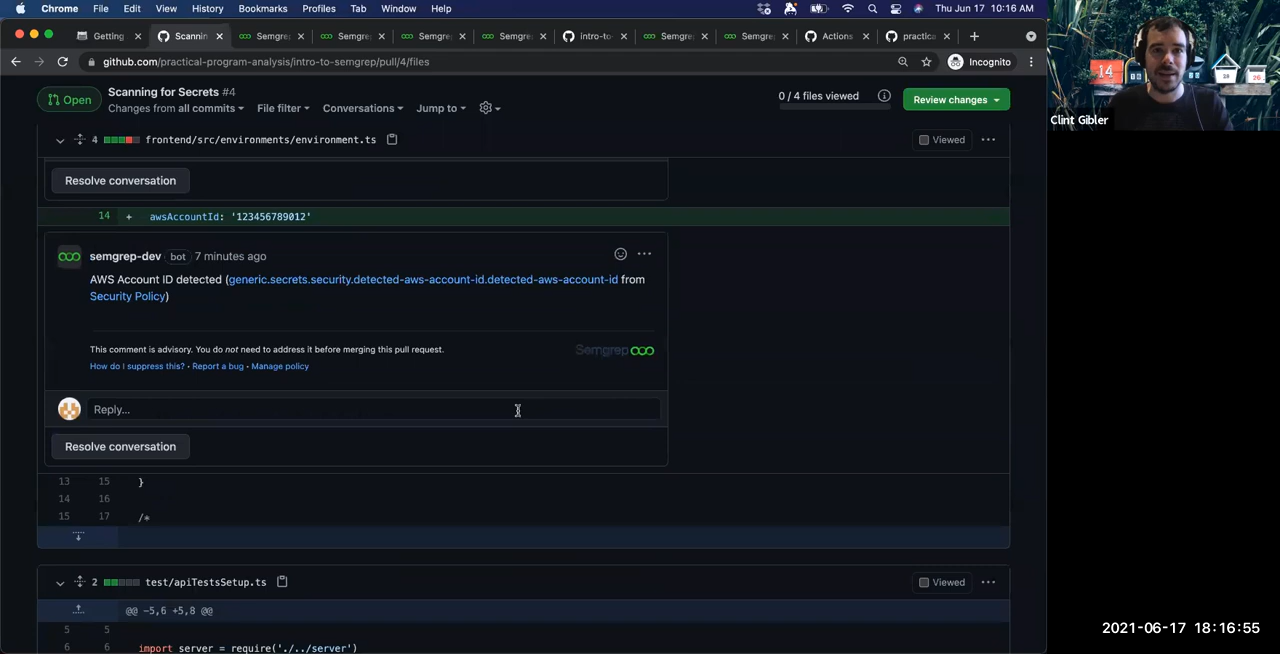 Chrome File Edit View History Bookmarks Profiles Tab Window Help Thu Jun 17 10:16 AM
Getting Scannin Semgre Semgre Semgre Semgre intro-to- Semgre Semgre Actions practica
github.com/practical-program-analysis/intro-to-semgrep/pull/4/files Incognito
Open
Scanning for Secrets #4
Changes from all commits File filter Conversations Jump to
0 / 4 files viewed
Review changes
4 frontend/src/environments/environment.ts Viewed
Resolve conversation
14 + awsAccountId: '123456789012'
semgrep-dev bot 7 minutes ago
AWS Account ID detected (generic.secrets.security.detected-aws-account-id.detected-aws-account-id from
Security Policy)
This comment is advisory. You do not need to address it before merging this pull request.
Semgrep
How do I suppress this? · Report a bug · Manage policy
Reply...
Resolve conversation
13 15 }
14 16
15 17 /*
2 test/apiTestsSetup.ts Viewed
@@ -5,6 +5,8 @@
5 5
6 6 import server = require('./../server')
14
26
Clint Gibler
2021-06-17 18:16:55